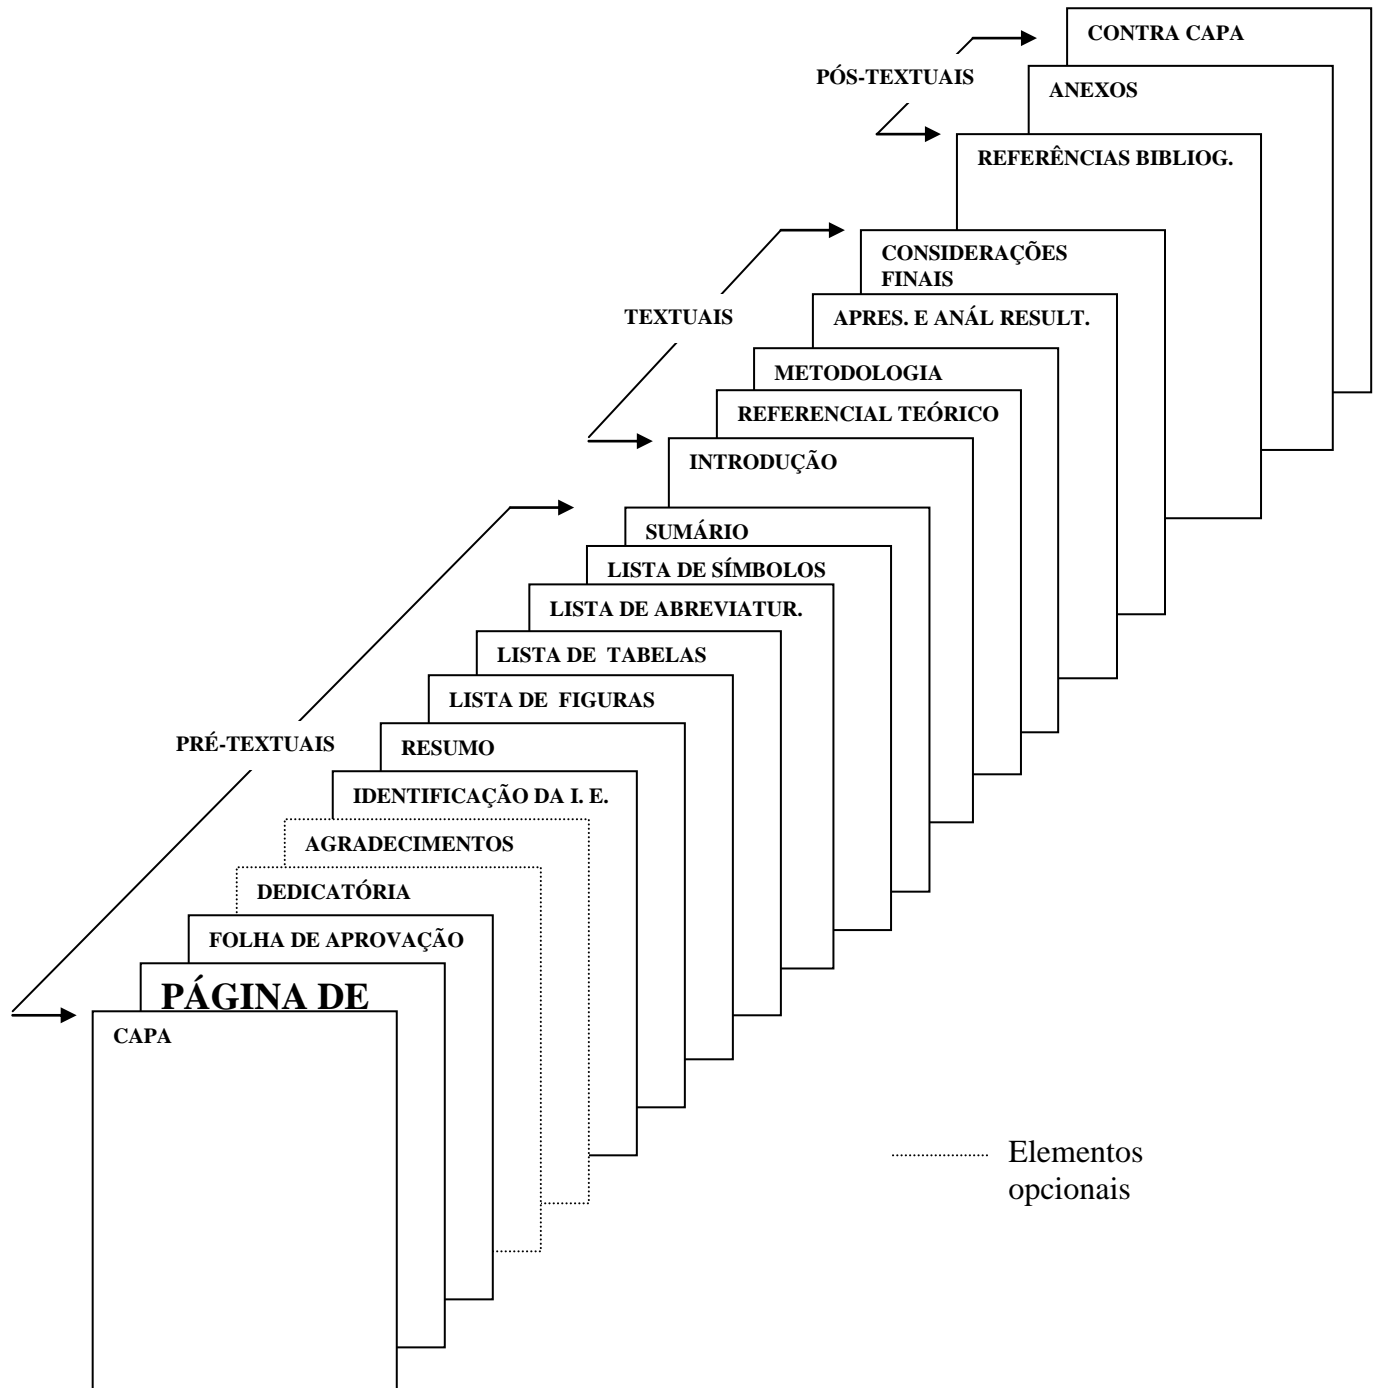 CONTRA CAPA
PÓS-TEXTUAIS
ANEXOS
REFERÊNCIAS BIBLIOG.
CONSIDERAÇÕES
FINAIS
TEXTUAIS
APRES. E ANÁL RESULT.
METODOLOGIA
REFERENCIAL TEÓRICO
INTRODUÇÃO
SUMÁRIO
LISTA DE SÍMBOLOS
LISTA DE ABREVIATUR.
LISTA DE TABELAS
LISTA DE FIGURAS
PRÉ-TEXTUAIS
RESUMO
IDENTIFICAÇÃO DA I. E.
AGRADECIMENTOS
DEDICATÓRIA
FOLHA DE APROVAÇÃO
PÁGINA DE
CAPA
Elementos
opcionais